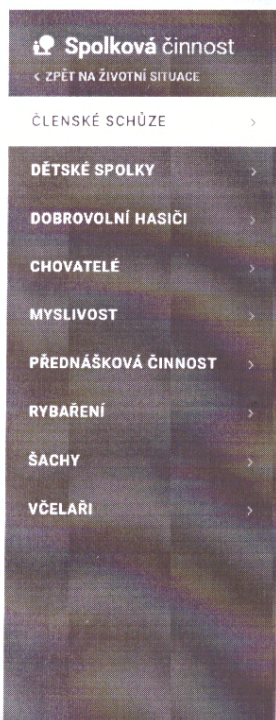 Spolková činnost
< ZPĚT NA ŽIVOTNÍ SITUACE
ČLENSKÉ SCHŮZE >
DĚTSKÉ SPOLKY >
DOBROVOLNÍ HASIČI >
CHOVATELÉ >
MYSLIVOST >
PŘEDNÁŠKOVÁ ČINNOST >
RYBAŘENÍ >
ŠACHY >
VČELAŘI >